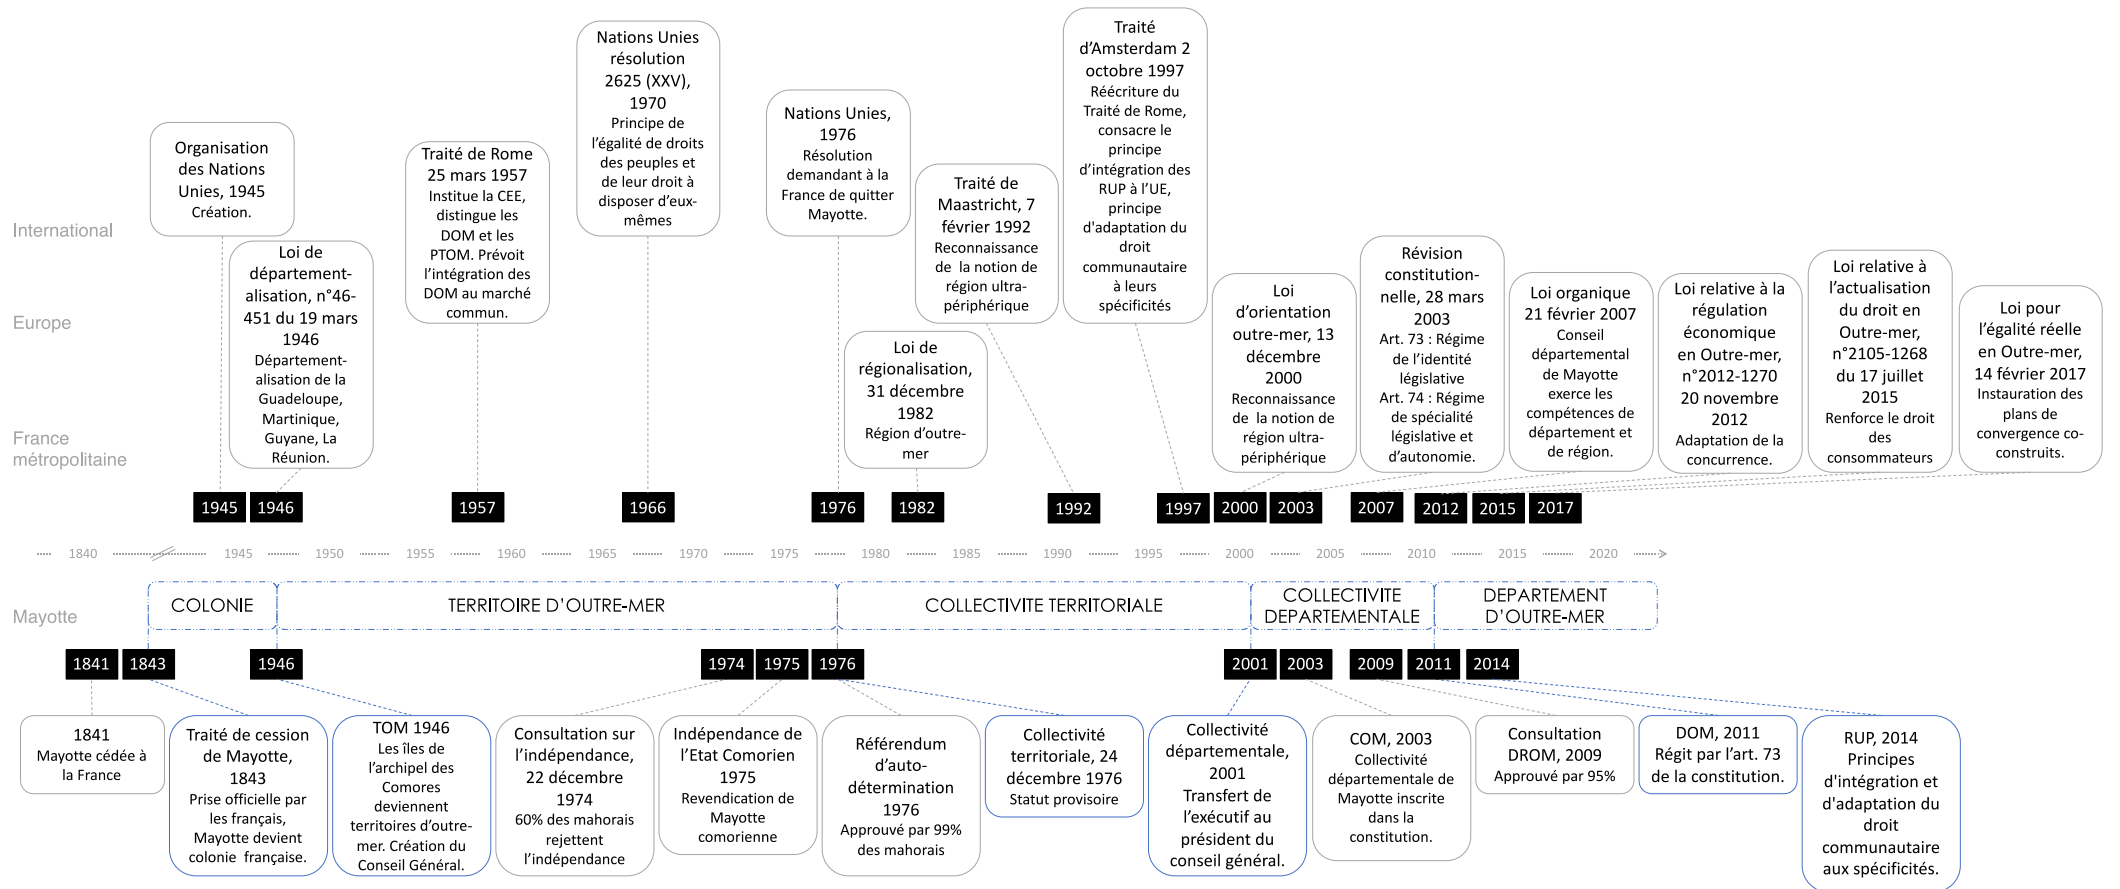 Organisation
des Nations
Unies, 1945
Création.
Loi de
département-
alisation, n°46-
451 du 19 mars
1946
Département-
alisation de la
Guadeloupe,
Martinique,
Guyane, La
Réunion.
Traité de Rome
25 mars 1957
Institue la CEE,
distingue les
DOM et les
PTOM. Prévoit
l'intégration des
DOM au marché
commun.
Nations Unies
résolution
2625 (XXV),
1970
Principe de
l'égalité de droits
des peuples et
de leur droit à
disposer d'eux-
mêmes
Nations Unies,
1976
Résolution
demandant à la
France de quitter
Mayotte.
Loi de
régionalisation,
31 décembre
1982
Région d'outre-
mer
Traité de
Maastricht, 7
février 1992
Reconnaissance
de la notion de
région ultra-
périphérique
Traité
d'Amsterdam 2
octobre 1997
Réécriture du
Traité de Rome,
consacre le
principe
d'intégration des
RUP à l'UE,
principe
d'adaptation du
droit
communautaire
à leurs
spécificités
Loi
d'orientation
outre-mer, 13
décembre
2000
Reconnaissance
de la notion de
région ultra-
périphérique
Révision
constitution-
nelle, 28 mars
2003
Art. 73 : Régime
de l'identité
législative
Art. 74 : Régime
de spécialité
législative et
d'autonomie.
Loi organique
21 février 2007
Conseil
départemental
de Mayotte
exerce les
compétences de
département et
de région.
Loi relative à la
régulation
économique
en Outre-mer,
n°2012-1270
20 novembre
2012
Adaptation de la
concurrence.
Loi relative à
l'actualisation
du droit en
Outre-mer,
n°2105-1268
du 17 juillet
2015
Renforce le droit
des
consommateurs
Loi pour
l'égalité réelle
en Outre-mer,
14 février 2017
Instauration des
plans de
convergence co-
construits.
International
Europe
France
métropolitaine
1945 1946 1957 1966 1976 1982 1992 1997 2000 2003 2007 2012 2015 2017
1840 1945 1950 1955 1960 1965 1970 1975 1980 1985 1990 1995 2000 2005 2010 2015 2020
Mayotte
COLONIE
TERRITOIRE D'OUTRE-MER
COLLECTIVITE TERRITORIALE
COLLECTIVITE
DEPARTEMENTALE
DEPARTEMENT
D'OUTRE-MER
1841 1843 1946 1974 1975 1976 2001 2003 2009 2011 2014
1841
Mayotte cédée à
la France
Traité de cession
de Mayotte,
1843
Prise officielle par
les français,
Mayotte devient
colonie française.
TOM 1946
Les îles de
l'archipel des
Comores
deviennent
territoires d'outre-
mer. Création du
Conseil Général.
Consultation sur
l'indépendance,
22 décembre
1974
60% des mahorais
rejettent
l'indépendance
Indépendance de
l'Etat Comorien
1975
Revendication de
Mayotte
comorienne
Référendum
d'auto-
détermination
1976
Approuvé par 99%
des mahorais
Collectivité
territoriale, 24
décembre 1976
Statut provisoire
Collectivité
départementale,
2001
Transfert de
l'exécutif au
président du
conseil général.
COM, 2003
Collectivité
départementale de
Mayotte inscrite
dans la
constitution.
Consultation
DROM, 2009
Approuvé par 95%
DOM, 2011
Régit par l'art. 73
de la constitution.
RUP, 2014
Principes
d'intégration et
d'adaptation du
droit
communautaire
aux spécificités.